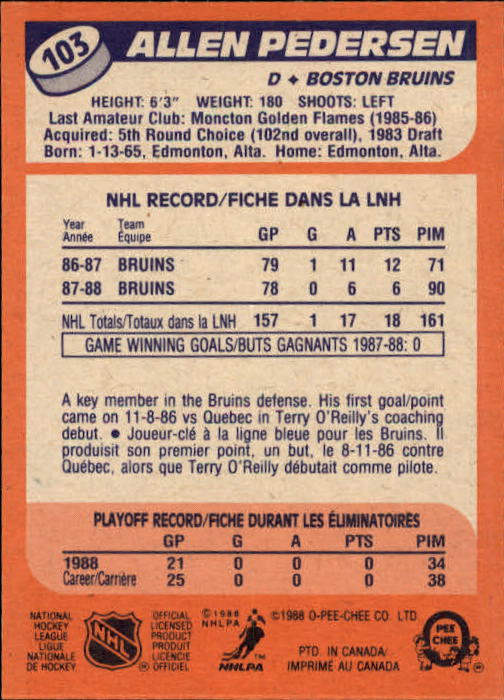 103
ALLEN PEDERSEN
D ♦ BOSTON BRUINS
HEIGHT: 6'3" WEIGHT: 180 SHOOTS: LEFT
Last Amateur Club: Moncton Golden Flames (1985-86)
Acquired: 5th Round Choice (102nd overall), 1983 Draft
Born: 1-13-65, Edmonton, Alta. Home: Edmonton, Alta.
NHL RECORD/FICHE DANS LA LNH
Year Team
Année Équipe GP G A PTS PIM
86-87 BRUINS 79 1 11 12 71
87-88 BRUINS 78 0 6 6 90
NHL Totals/Totaux dans la LNH 157 1 17 18 161
GAME WINNING GOALS/BUTS GAGNANTS 1987-88: 0
A key member in the Bruins defense. His first goal/point
came on 11-8-86 vs Quebec in Terry O'Reilly's coaching
debut. ● Joueur-clé à la ligne bleue pour les Bruins. Il
produisit son premier point, un but, le 8-11-86 contre
Québec, alors que Terry O'Reilly débutait comme pilote.
PLAYOFF RECORD/FICHE DURANT LES ÉLIMINATOIRES
GP G A PTS PIM
1988 21 0 0 0 34
Career/Carrière 25 0 0 0 38
NATIONAL
HOCKEY
LEAGUE
LIGUE
NATIONALE
DE HOCKEY
NHL
®
OFFICIAL
LICENSED
PRODUCT
PRODUIT
LICENCIE
OFFICIEL
© 1988
NHLPA
™
NHLPA
© 1988 O-PEE-CHEE CO. LTD
PTD. IN CANADA/
IMPRIMÉ AU CANADA
PEE
CHEE
®